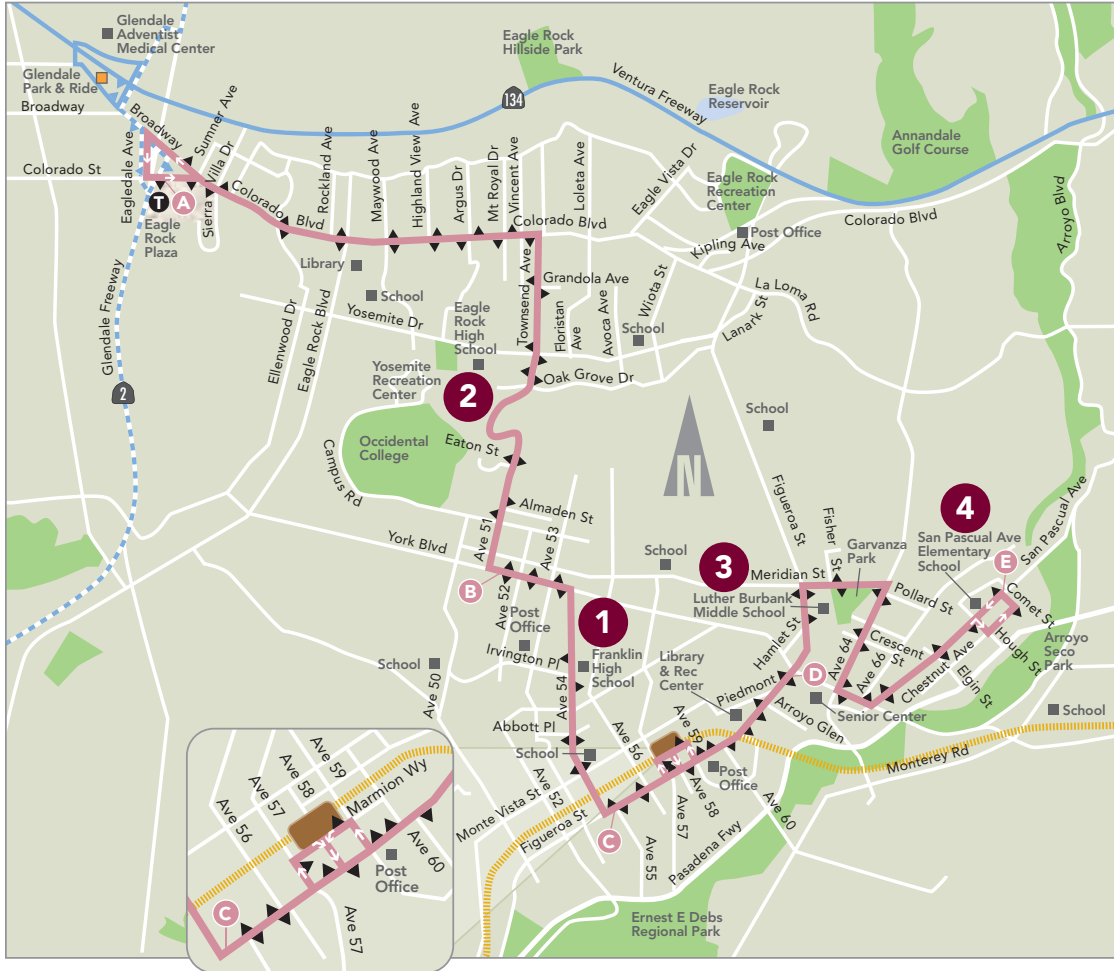 Glendale
Adventist
Medical Center
Glendale
Park & Ride
Broadway
Broadway
Sumner Ave
Eagledale Ave
Colorado St
Villa Dr
Sierra
T
A
Eagle
Rock
Plaza
Glendale Freeway
2
Colorado Blvd
Rockland Ave
Maywood Ave
Highland View Ave
Argus Dr
Mt Royal Dr
Vincent Ave
Eagle Rock
Hillside Park
134
Ventura Freeway
Eagle Rock
Reservoir
Annandale
Golf Course
Arroyo Blvd
Loleta Ave
Eagle Vista Dr
Eagle Rock
Recreation
Center
Post Office
Colorado Blvd
Colorado Blvd
Kipling Ave
Library
School
Yosemite Dr
Eagle
Rock
High
School
Townsend Ave
Grandola Ave
Floristan
Ave
Avoca Ave
Wiota St
School
La Loma Rd
Lanark St
Ellenwood Dr
Eagle Rock Blvd
Yosemite
Recreation
Center
2
Oak Grove Dr
Occidental
College
Campus Rd
Eaton St
N
School
Figueroa St
Almaden St
York Blvd
Ave 51
Ave 53
B
Ave 52
Post
Office
1
Franklin
High
School
Irvington Pl
Ave 54
Abbott Pl
School
School
Ave 50
School
3
Meridian St
Luther Burbank
Middle School
Fisher St
Garvanza
Park
4
San Pascual Ave
Elementary
School
San Pascual Ave
E
Comet St
Pollard St
Hough St
Arroyo
Seco
Park
Hamlet St
Crescent
St
Ave 64
Ave 66
Chestnut Ave
Elgin St
D
Senior Center
School
Library
& Rec
Center
Piedmont
Arroyo Glen
Monterey Rd
Ave 56
Ave 59
Post
Office
Ave 58
Ave 57
Ave 60
Ave 52
Monte Vista St
Figueroa St
C
Ave 55
Pasadena Fwy
Ernest E Debs
Regional Park
Ave 59
Ave 58
Ave 57
Ave 56
Marmion Wy
Ave 60
Post
Office
C
Ave 57